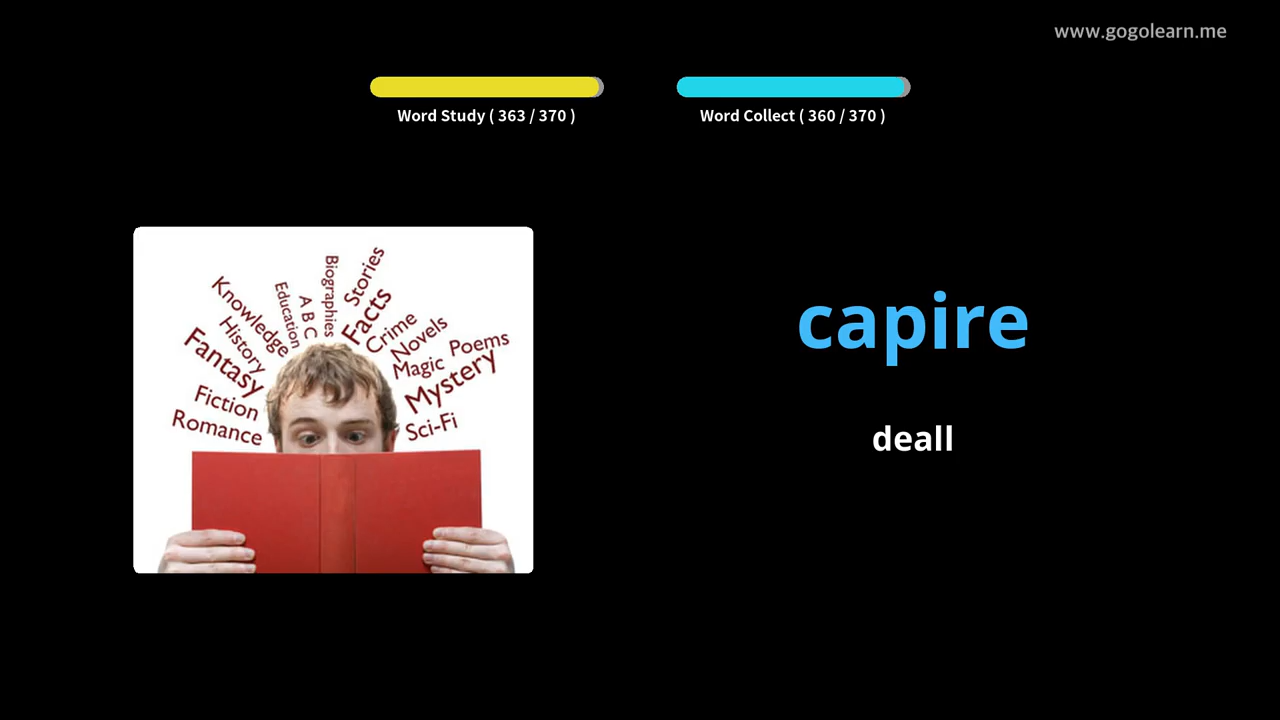 www.gogolearn.me
Word Study ( 363 / 370 )
Word Collect ( 360 / 370 )
Knowledge
Education
A B C
Biographies
Stories
Facts
History
Crime
Novels
Fantasy
Magic
Poems
Mystery
Fiction
Romance
Sci-Fi
capire
deall